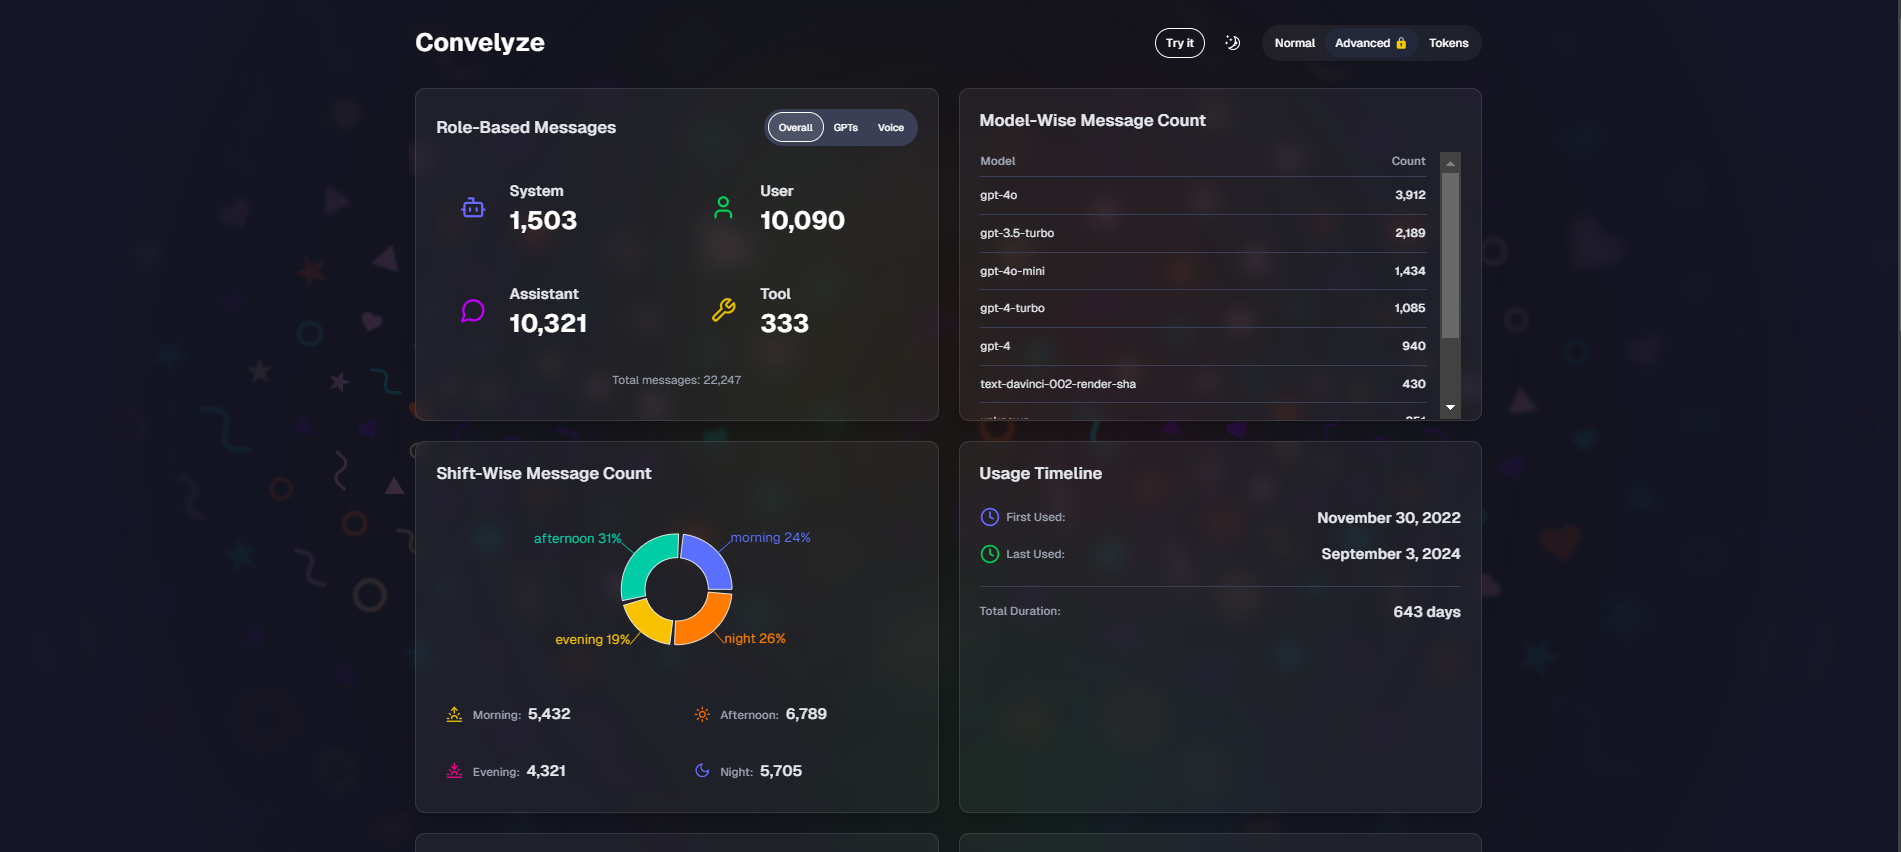 Convelyze
Try it
Normal
Advanced 🔒
Tokens
Role-Based Messages
Overall
GPTs
Voice
System
1,503
User
10,090
Assistant
10,321
Tool
333
Total messages: 22,247
Model-Wise Message Count
Model Count
gpt-4o 3,912
gpt-3.5-turbo 2,189
gpt-4o-mini 1,434
gpt-4-turbo 1,085
gpt-4 940
text-davinci-002-render-sha 430
Shift-Wise Message Count
afternoon 31%
morning 24%
evening 19%
night 26%
Morning: 5,432
Afternoon: 6,789
Evening: 4,321
Night: 5,705
Usage Timeline
First Used: November 30, 2022
Last Used: September 3, 2024
Total Duration: 643 days